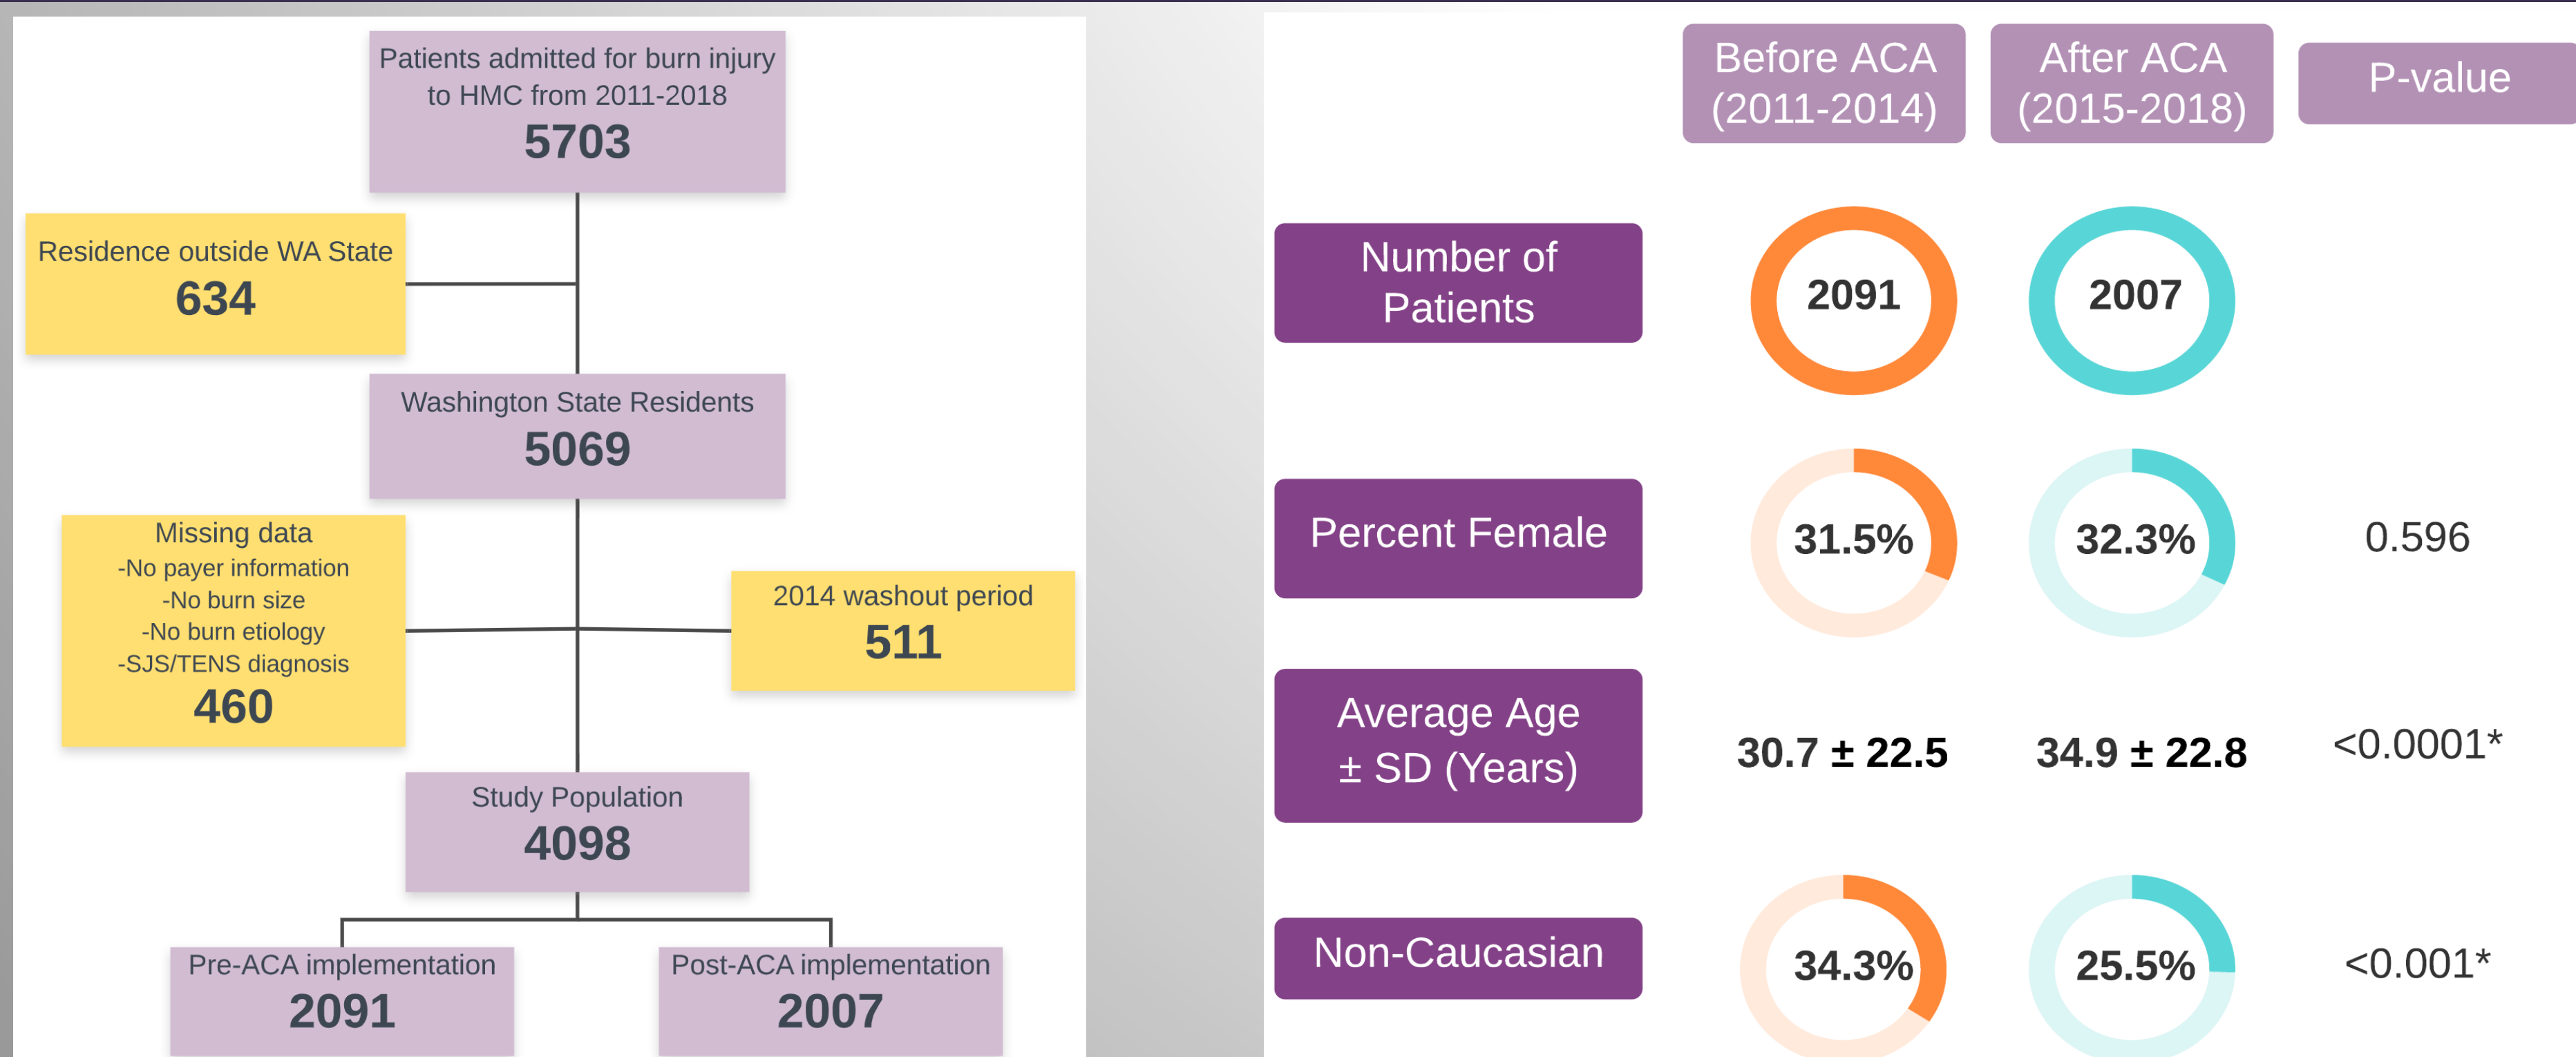 Patients admitted for burn injury
to HMC from 2011-2018
5703
Residence outside WA State
634
Washington State Residents
5069
Missing data
-No payer information
-No burn size
-No burn etiology
-SJS/TENS diagnosis
460
2014 washout period
511
Study Population
4098
Pre-ACA implementation
2091
Post-ACA implementation
2007
Before ACA
(2011-2014)
After ACA
(2015-2018)
P-value
Number of
Patients
2091
2007
Percent Female
31.5%
32.3%
0.596
Average Age
± SD (Years)
30.7 ± 22.5
34.9 ± 22.8
<0.0001*
Non-Caucasian
34.3%
25.5%
<0.001*